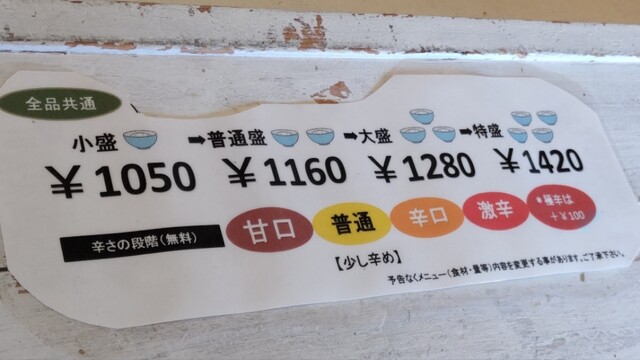 全品共通
小盛 ➡普通盛 ➡大盛 ➡特盛
￥1050 ￥1160 ￥1280 ￥1420
辛さの段階（無料） 甘口 普通 辛口 激辛 *極辛は
＋￥100
【少し辛め】
予告なくメニュー（食材・量等）内容を変更する事があります。ご了承下さい。